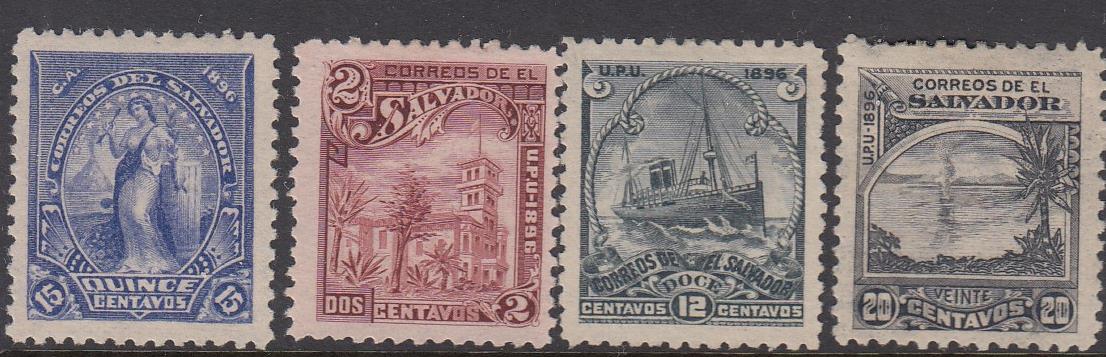 C.A. 1896
CORREOS DEL SALVADOR
15 QUINCE 15
CENTAVOS
2 CORREOS DE EL
SALVADOR
U.P.U-1896
DOS CENTAVOS 2
U.P.U. 1896
CORREOS DE EL SALVADOR
DOCE
CENTAVOS 12 CENTAVOS
CORREOS DE EL
SALVADOR
U.P.U-1896
VEINTE
20 CENTAVOS 20